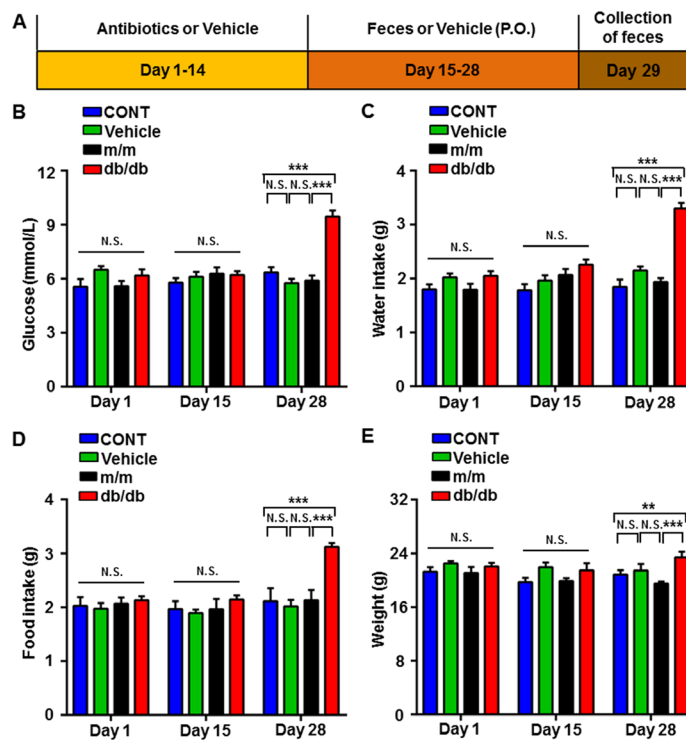 A
Antibiotics or Vehicle
Feces or Vehicle (P.O.)
Collection
of feces
Day 1-14
Day 15-28
Day 29
B
CONT
Vehicle
m/m
db/db
Glucose (mmol/L)
12
9
6
3
0
N.S.
N.S.
***
N.S. N.S. ***
Day 1
Day 15
Day 28
C
CONT
Vehicle
m/m
db/db
Water intake (g)
4
3
2
1
0
N.S.
N.S.
***
N.S. N.S. ***
Day 1
Day 15
Day 28
D
CONT
Vehicle
m/m
db/db
Food intake (g)
4
3
2
1
0
N.S.
N.S.
***
N.S. N.S. ***
Day 1
Day 15
Day 28
E
CONT
Vehicle
m/m
db/db
Weight (g)
32
24
16
8
0
N.S.
N.S.
**
N.S. N.S. ***
Day 1
Day 15
Day 28